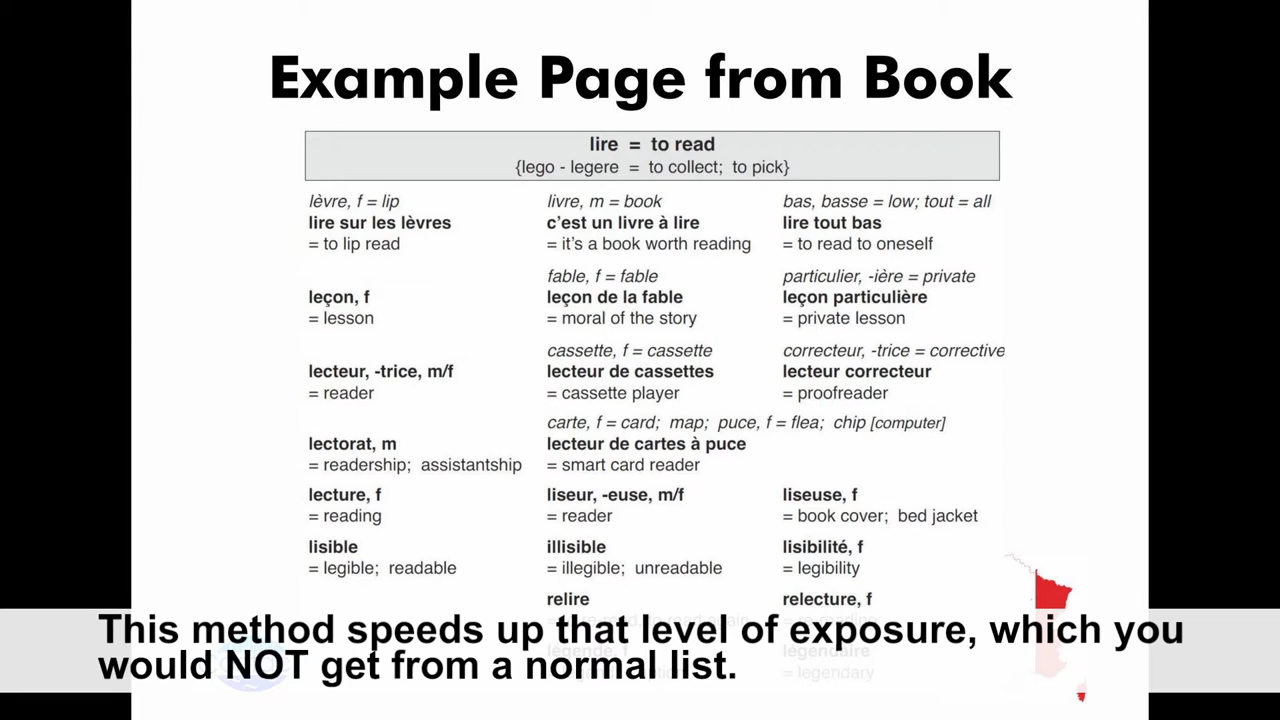 Example Page from Book
lire = to read
{lego - legere = to collect; to pick}
lèvre, f = lip
lire sur les lèvres
= to lip read
livre, m = book
c'est un livre à lire
= it's a book worth reading
bas, basse = low; tout = all
lire tout bas
= to read to oneself
leçon, f
= lesson
fable, f = fable
leçon de la fable
= moral of the story
particulier, -ière = private
leçon particulière
= private lesson
lecteur, -trice, m/f
= reader
cassette, f = cassette
lecteur de cassettes
= cassette player
correcteur, -trice = corrective
lecteur correcteur
= proofreader
lectorat, m
= readership; assistantship
carte, f = card; map; puce, f = flea; chip [computer]
lecteur de cartes à puce
= smart card reader
lecture, f
= reading
liseur, -euse, m/f
= reader
liseuse, f
= book cover; bed jacket
lisible
= legible; readable
illisible
= illegible; unreadable
lisibilité, f
= legibility
relire
relecture, f
légende, f
légendaire
= legendary
This method speeds up that level of exposure, which you
would NOT get from a normal list.